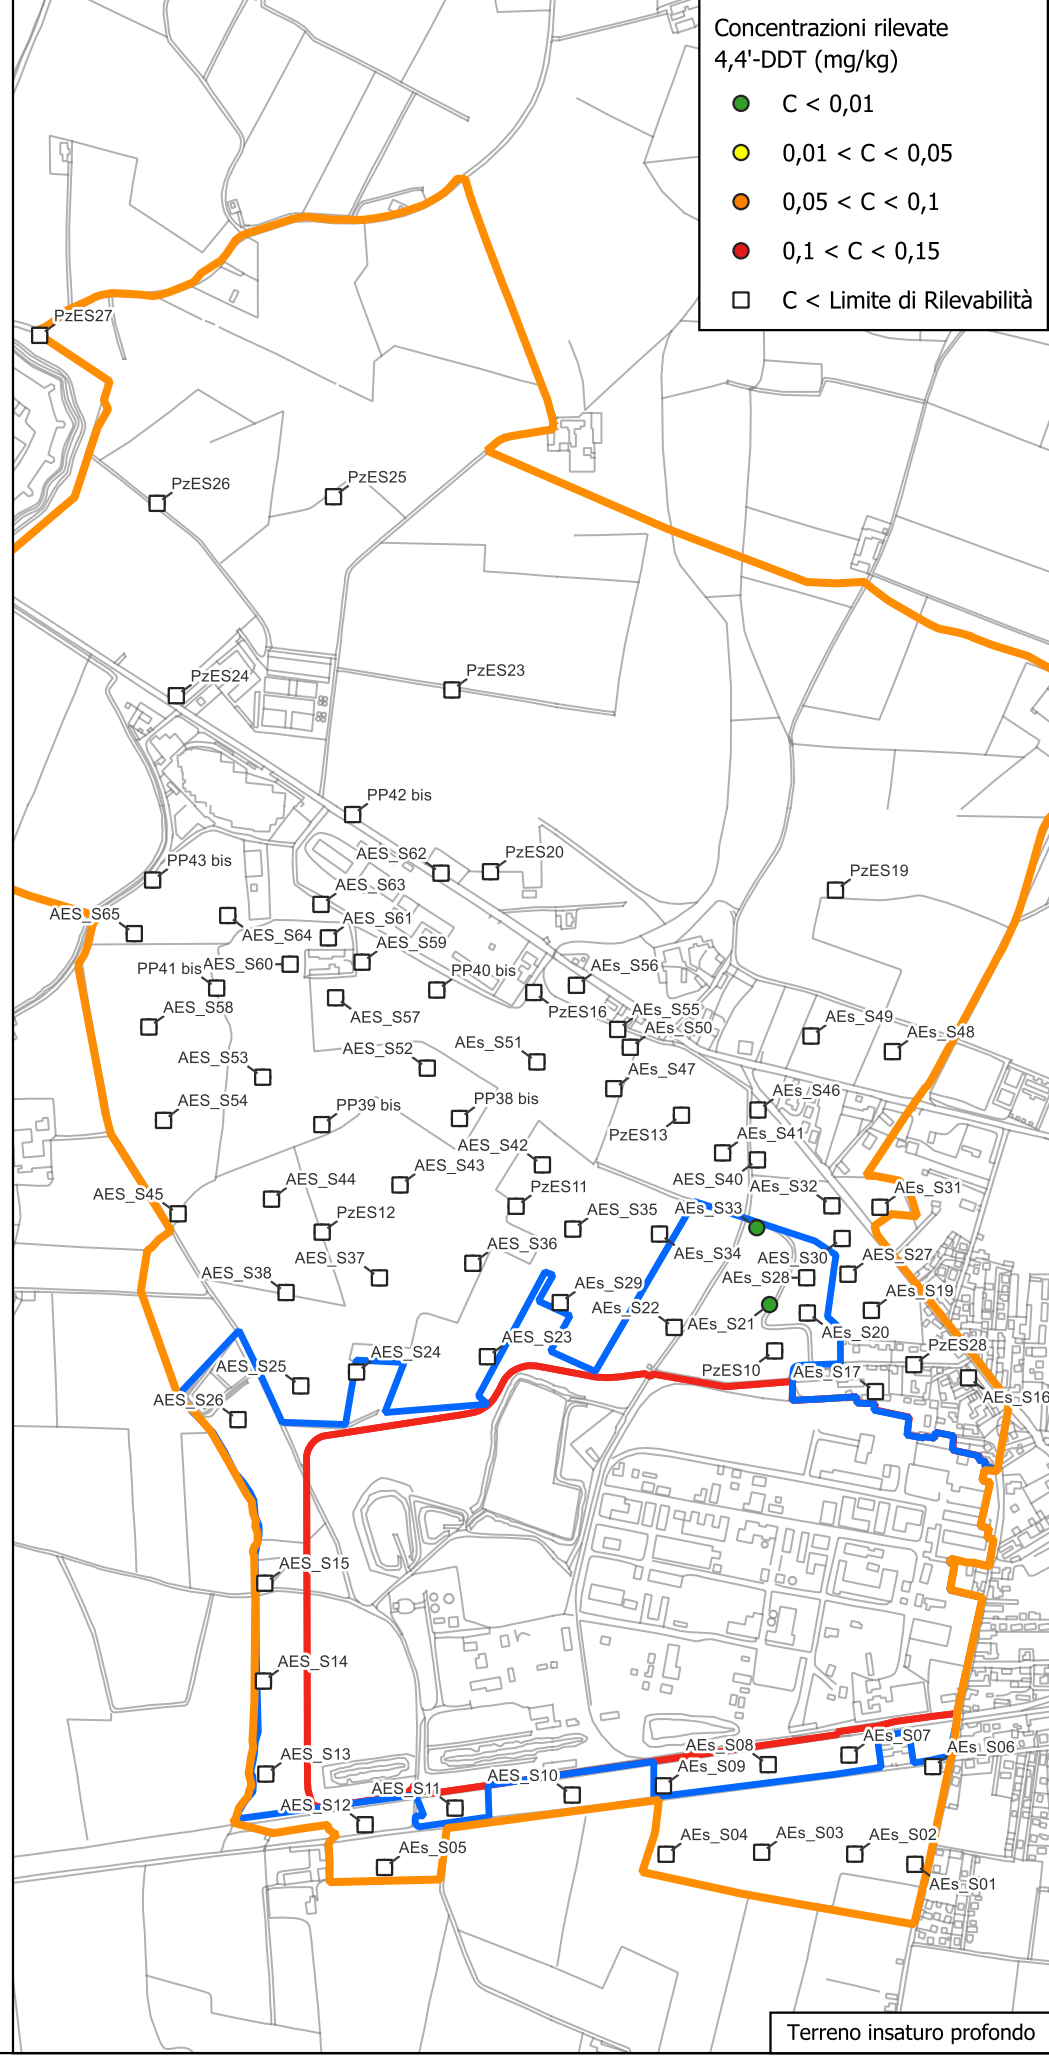 Concentrazioni rilevate
4,4'-DDT (mg/kg)
C < 0,01
0,01 < C < 0,05
0,05 < C < 0,1
0,1 < C < 0,15
C < Limite di Rilevabilità
PzES27
PzES26
PzES25
PzES24
PzES23
PP42 bis
AES_S62
PzES20
PP43 bis
PzES19
AES_S63
AES_S65
AES_S61
AES_S64
AES_S59
AES_S60
PP41 bis
PP40 bis
AEs_S56
AES_S58
AES_S57
PzES16
AEs_S55
AEs_S50
AEs_S49
AEs_S48
AES_S53
AES_S52
AEs_S51
AEs_S47
AES_S54
PP39 bis
PP38 bis
AEs_S46
PzES13
AEs_S41
AES_S42
AES_S43
AES_S40
AES_S44
PzES11
AEs_S32
AEs_S31
AES_S45
PzES12
AES_S35
AEs_S33
AES_S37
AES_S36
AEs_S34
AEs_S30
AEs_S27
AES_S38
AEs_S29
AEs_S28
AEs_S19
AEs_S22
AEs_S21
AEs_S20
AES_S23
AES_S24
PzES28
AES_S25
PzES10
AEs_S17
AES_S26
AEs_S16
AES_S15
AES_S14
AES_S13
AEs_S08
AEs_S07
AEs_S06
AES_S10
AEs_S09
AES_S11
AES_S12
AEs_S05
AEs_S04
AEs_S03
AEs_S02
AEs_S01
Terreno insaturo profondo